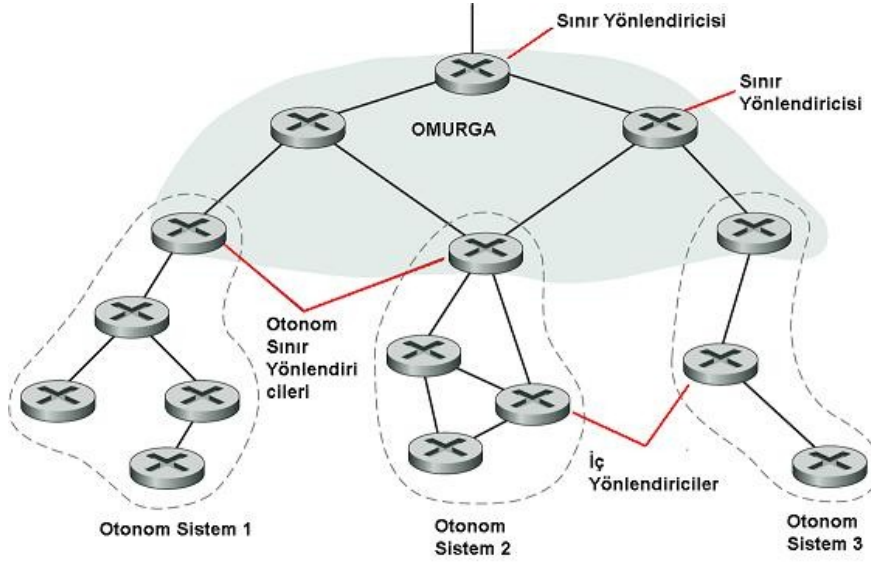 Sınır Yönlendiricisi
Sınır
Yönlendiricisi
OMURGA
Otonom
Sınır
Yönlendiri
cileri
İç
Yönlendiriciler
Otonom Sistem 1
Otonom
Sistem 2
Otonom
Sistem 3